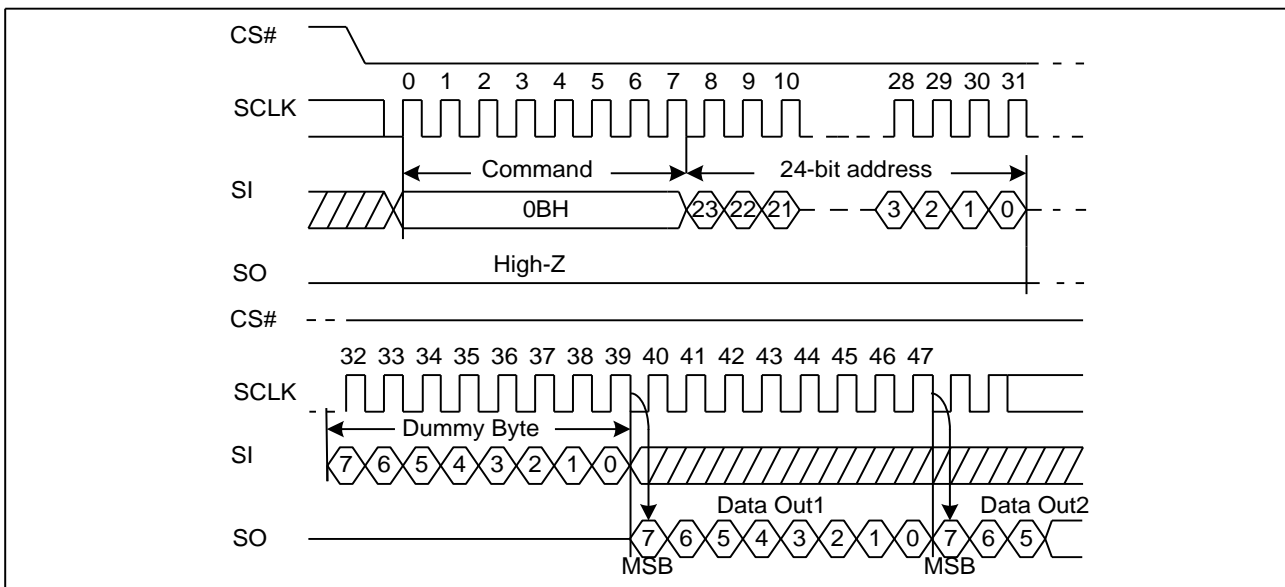 CS#
0 1 2 3 4 5 6 7 8 9 10 28 29 30 31
SCLK
Command 24-bit address
SI
0BH 23 22 21 3 2 1 0
High-Z
SO
CS#
32 33 34 35 36 37 38 39 40 41 42 43 44 45 46 47
SCLK
Dummy Byte
SI
7 6 5 4 3 2 1 0
Data Out1 Data Out2
SO
7 6 5 4 3 2 1 0 7 6 5
MSB MSB